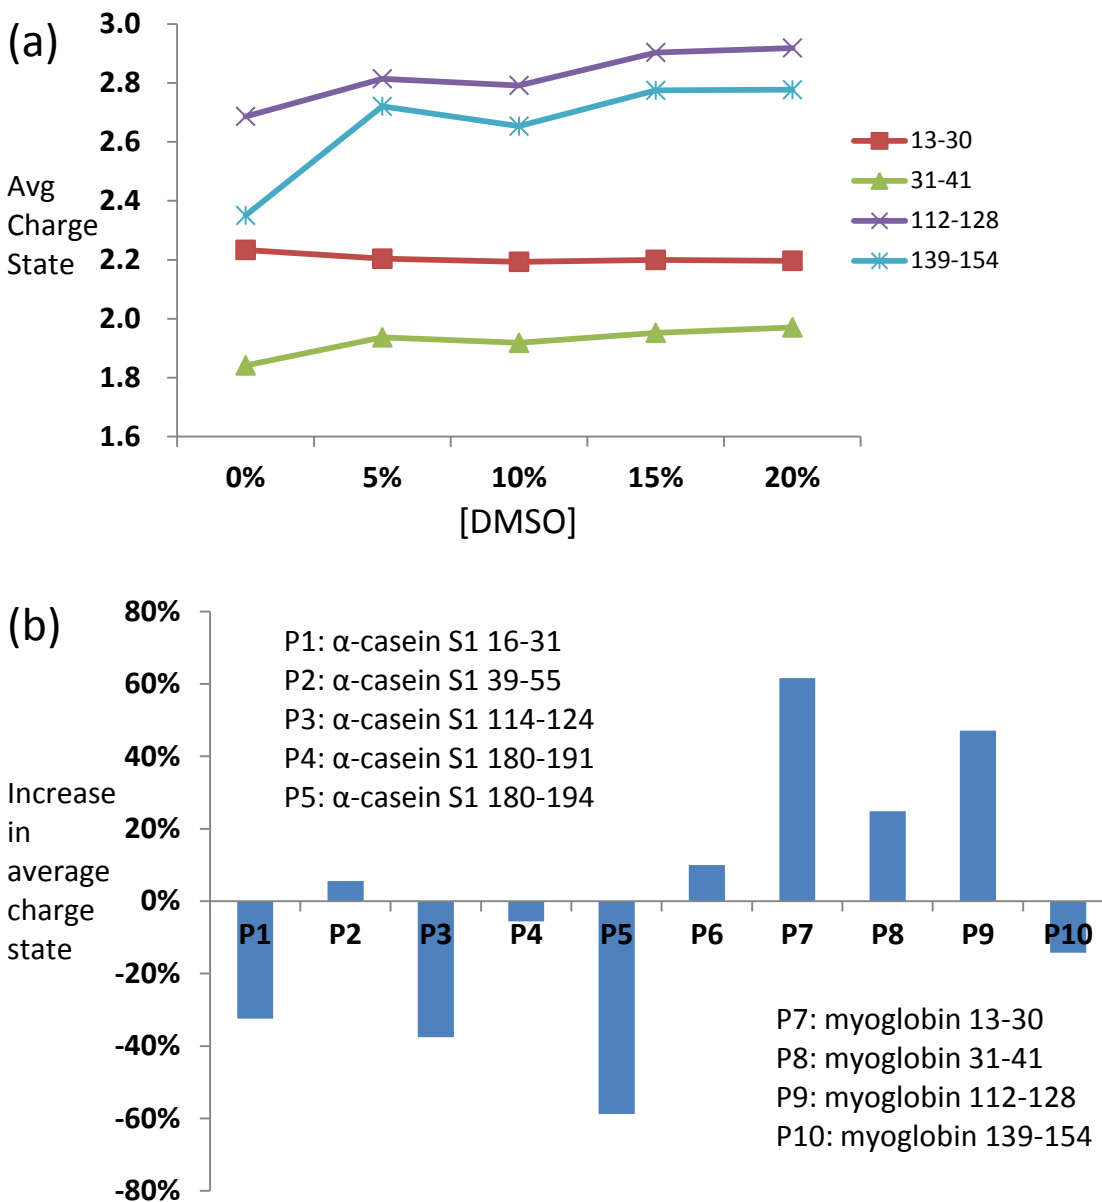 (a)
3.0
2.8
2.6
2.4
2.2
2.0
1.8
1.6
Avg
Charge
State
0% 5% 10% 15% 20%
[DMSO]
13-30
31-41
112-128
139-154
(b)
80%
60%
40%
20%
0%
-20%
-40%
-60%
-80%
Increase
in
average
charge
state
P1: α-casein S1 16-31
P2: α-casein S1 39-55
P3: α-casein S1 114-124
P4: α-casein S1 180-191
P5: α-casein S1 180-194
P1 P2 P3 P4 P5 P6 P7 P8 P9 P10
P7: myoglobin 13-30
P8: myoglobin 31-41
P9: myoglobin 112-128
P10: myoglobin 139-154